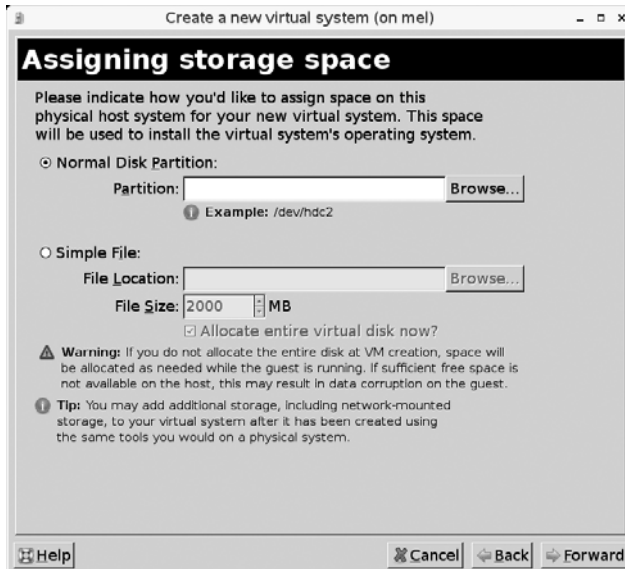 Create a new virtual system (on mel)
Assigning storage space
Please indicate how you'd like to assign space on this
physical host system for your new virtual system. This space
will be used to install the virtual system's operating system.
Normal Disk Partition:
Partition: Browse...
Example: /dev/hdc2
Simple File:
File Location: Browse...
File Size: 2000 MB
Allocate entire virtual disk now?
Warning: If you do not allocate the entire disk at VM creation, space will
be allocated as needed while the guest is running. If sufficient free space is
not available on the host, this may result in data corruption on the guest.
Tip: You may add additional storage, including network-mounted
storage, to your virtual system after it has been created using
the same tools you would on a physical system.
Help Cancel Back Forward